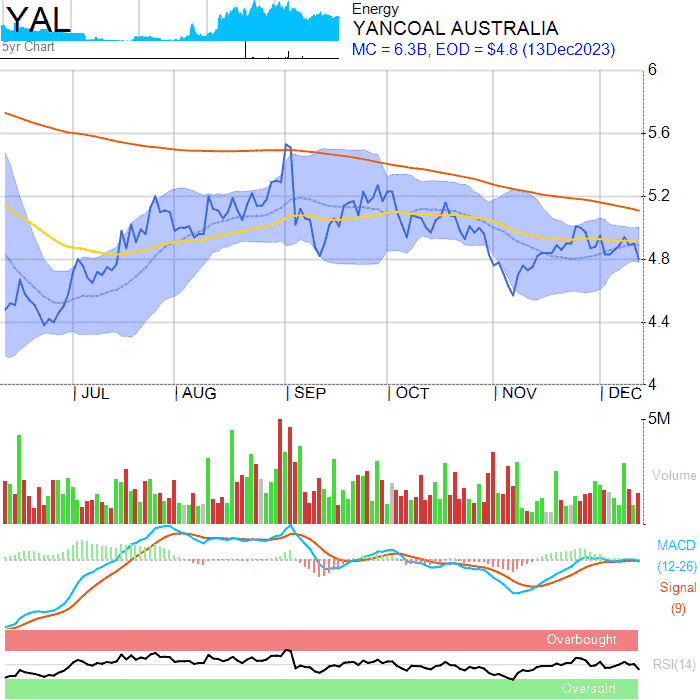 YAL
5yr Chart
Energy
YANCOAL AUSTRALIA
MC = 6.3B, EOD = $4.8 (13Dec2023)
6
5.6
5.2
4.8
4.4
4
JUL AUG SEP OCT NOV DEC
5M
Volume
MACD
(12-26)
Signal
(9)
Overbought
RSI(14)
Oversold